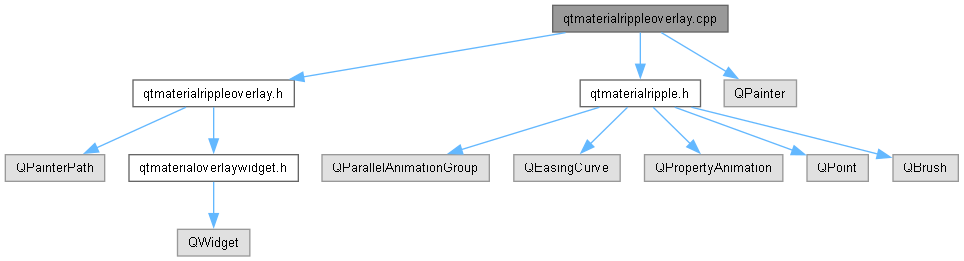 qtmaterialrippleoverlay.cpp
qtmaterialrippleoverlay.h
qtmaterialripple.h
QPainter
QPainterPath
qtmaterialoverlaywidget.h
QParallelAnimationGroup
QEasingCurve
QPropertyAnimation
QPoint
QBrush
QWidget